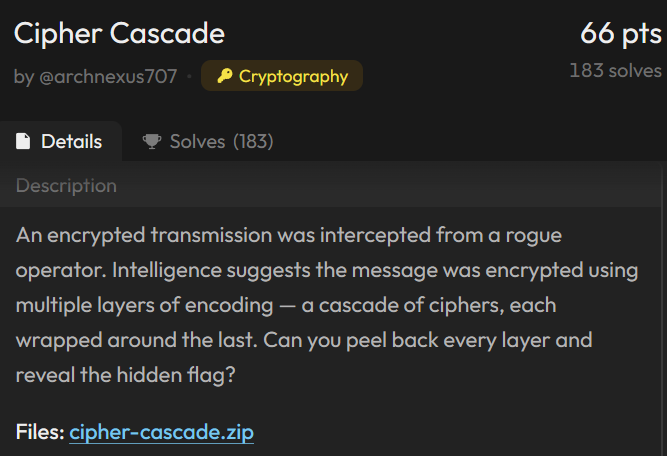 Cipher Cascade
66 pts
by @archnexus707 • Cryptography
183 solves
Details
Solves (183)
Description
An encrypted transmission was intercepted from a rogue
operator. Intelligence suggests the message was encrypted using
multiple layers of encoding — a cascade of ciphers, each
wrapped around the last. Can you peel back every layer and
reveal the hidden flag?
Files: cipher-cascade.zip